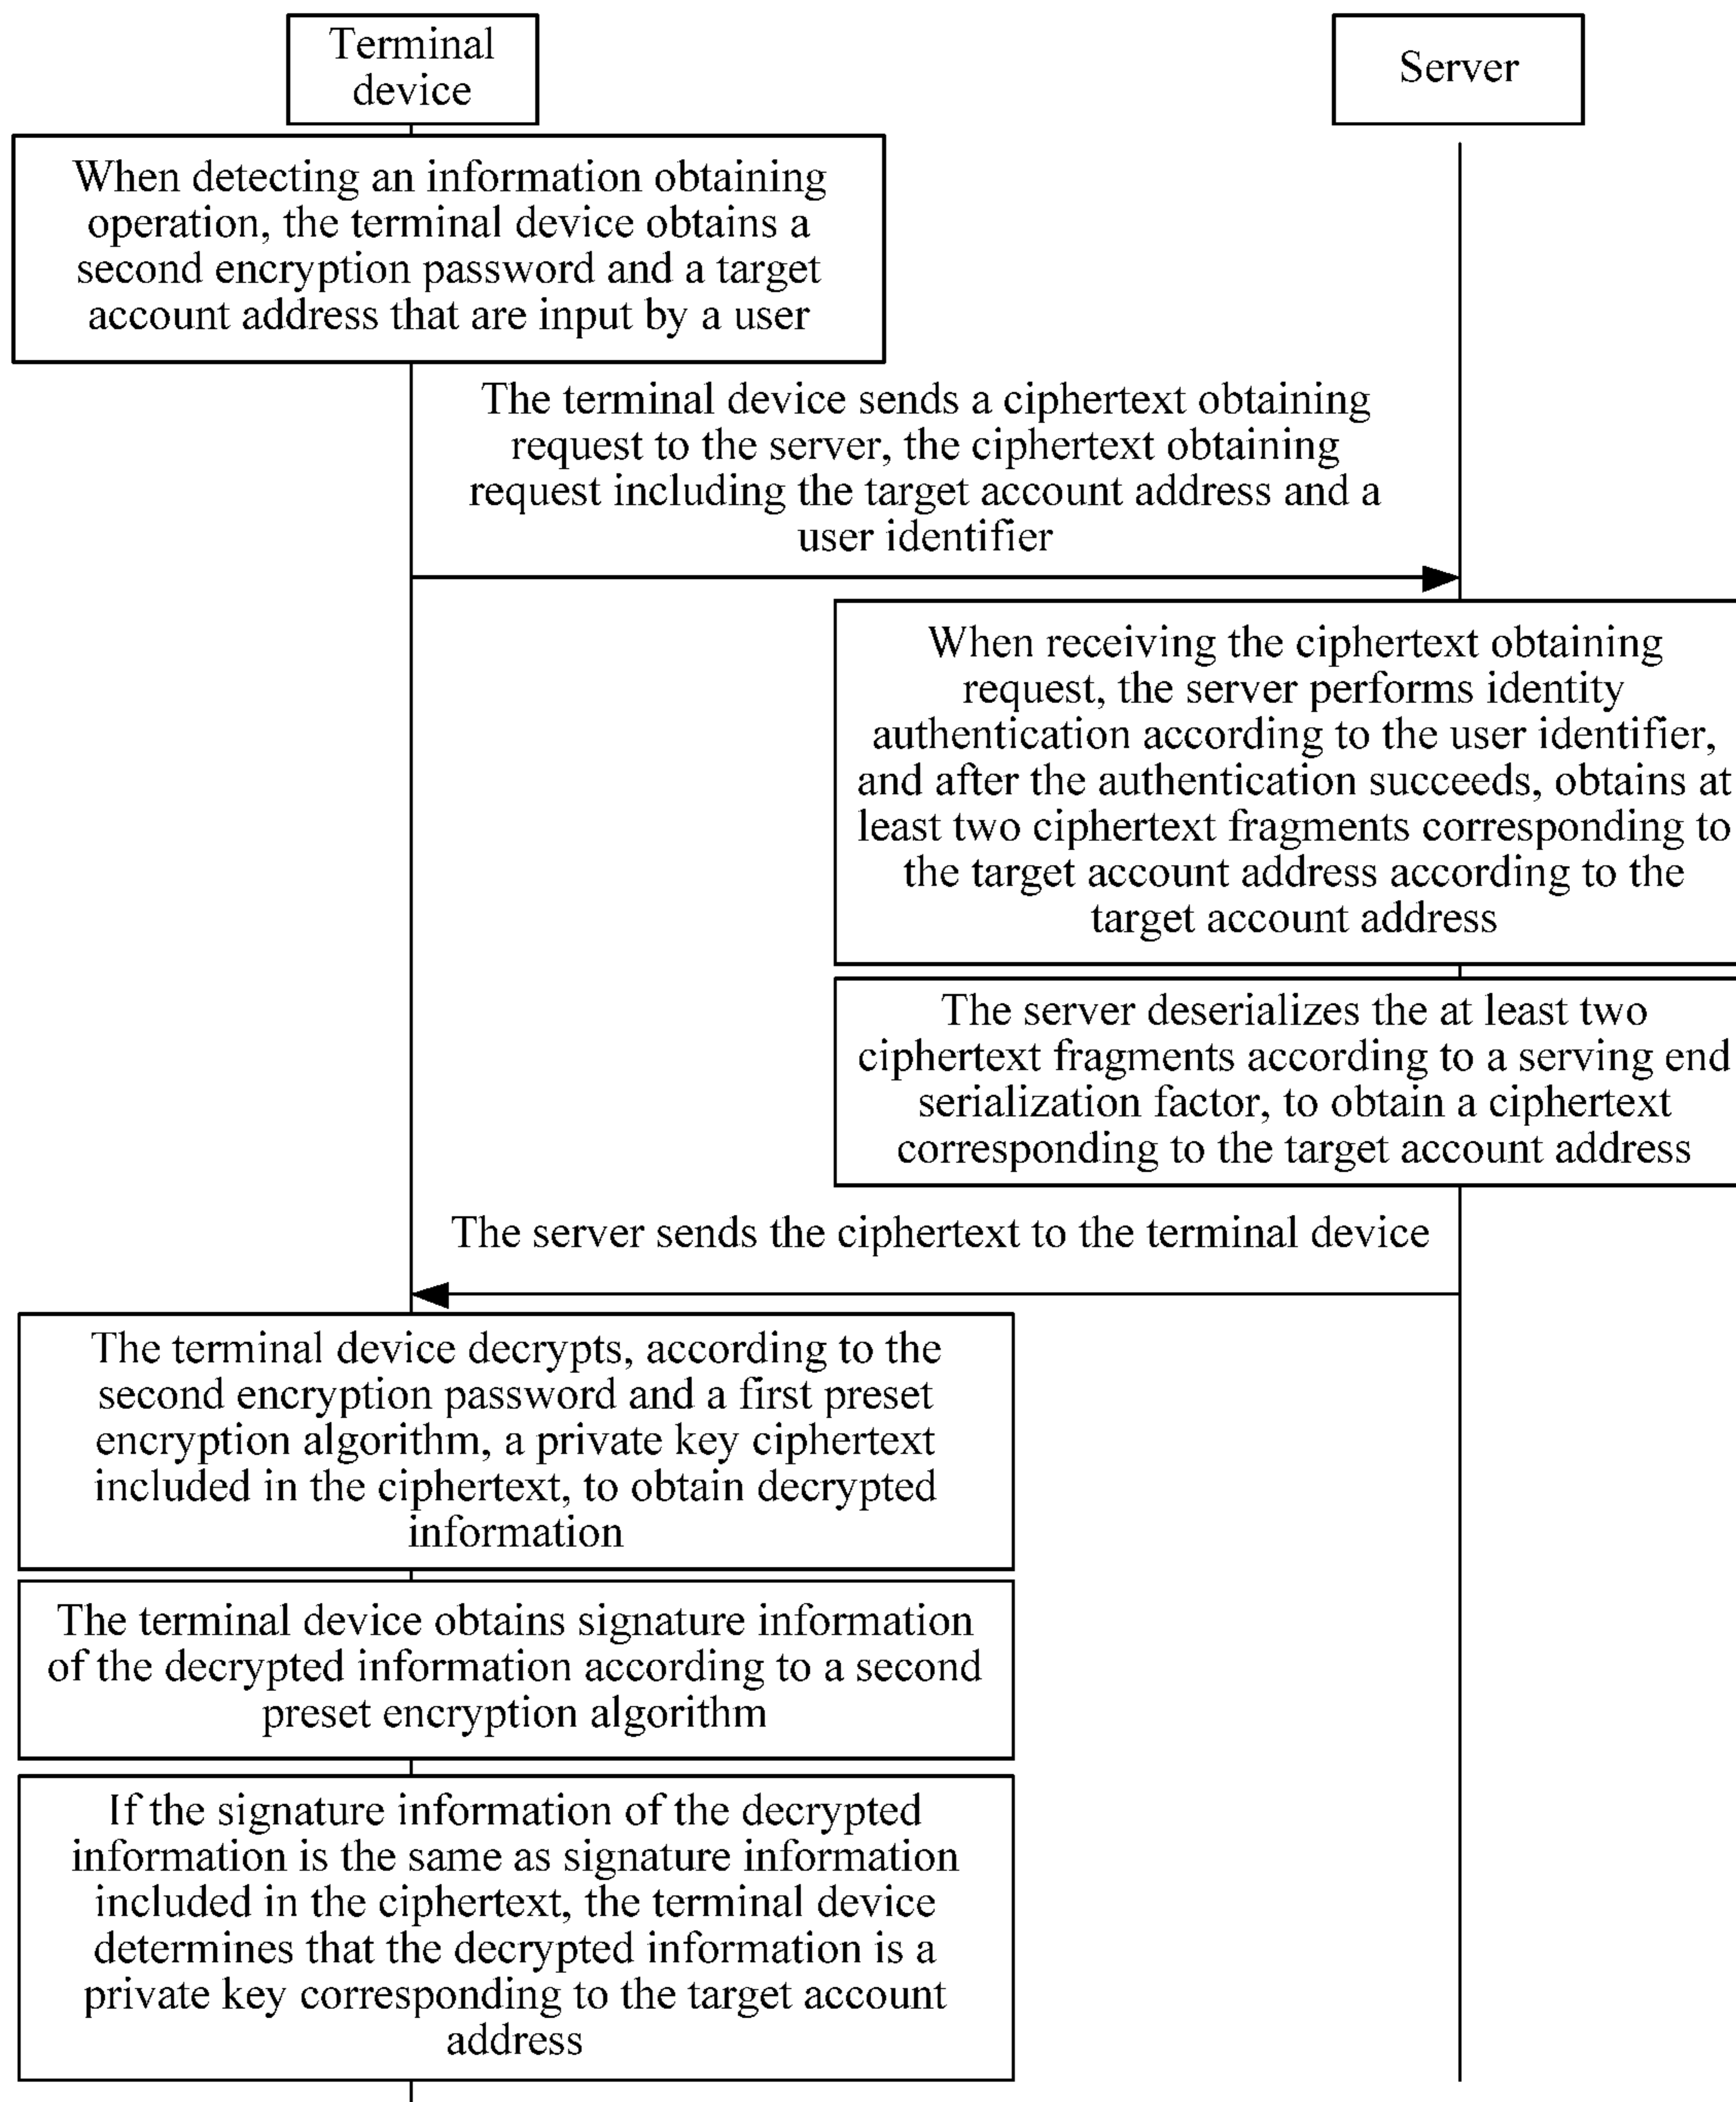 Terminal
device
Server
When detecting an information obtaining
operation, the terminal device obtains a
second encryption password and a target
account address that are input by a user
The terminal device sends a ciphertext obtaining
request to the server, the ciphertext obtaining
request including the target account address and a
user identifier
When receiving the ciphertext obtaining
request, the server performs identity
authentication according to the user identifier,
and after the authentication succeeds, obtains at
least two ciphertext fragments corresponding to
the target account address according to the
target account address
The server deserializes the at least two
ciphertext fragments according to a serving end
serialization factor, to obtain a ciphertext
corresponding to the target account address
The server sends the ciphertext to the terminal device
The terminal device decrypts, according to the
second encryption password and a first preset
encryption algorithm, a private key ciphertext
included in the ciphertext, to obtain decrypted
information
The terminal device obtains signature information
of the decrypted information according to a second
preset encryption algorithm
If the signature information of the decrypted
information is the same as signature information
included in the ciphertext, the terminal device
determines that the decrypted information is a
private key corresponding to the target account
address